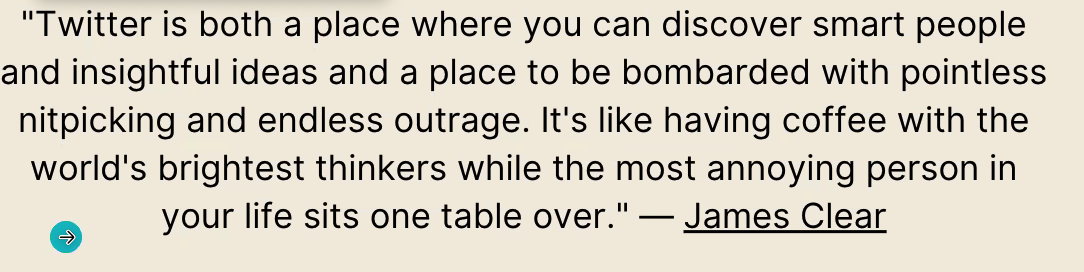 "Twitter is both a place where you can discover smart people
and insightful ideas and a place to be bombarded with pointless
nitpicking and endless outrage. It's like having coffee with the
world's brightest thinkers while the most annoying person in
your life sits one table over." — James Clear